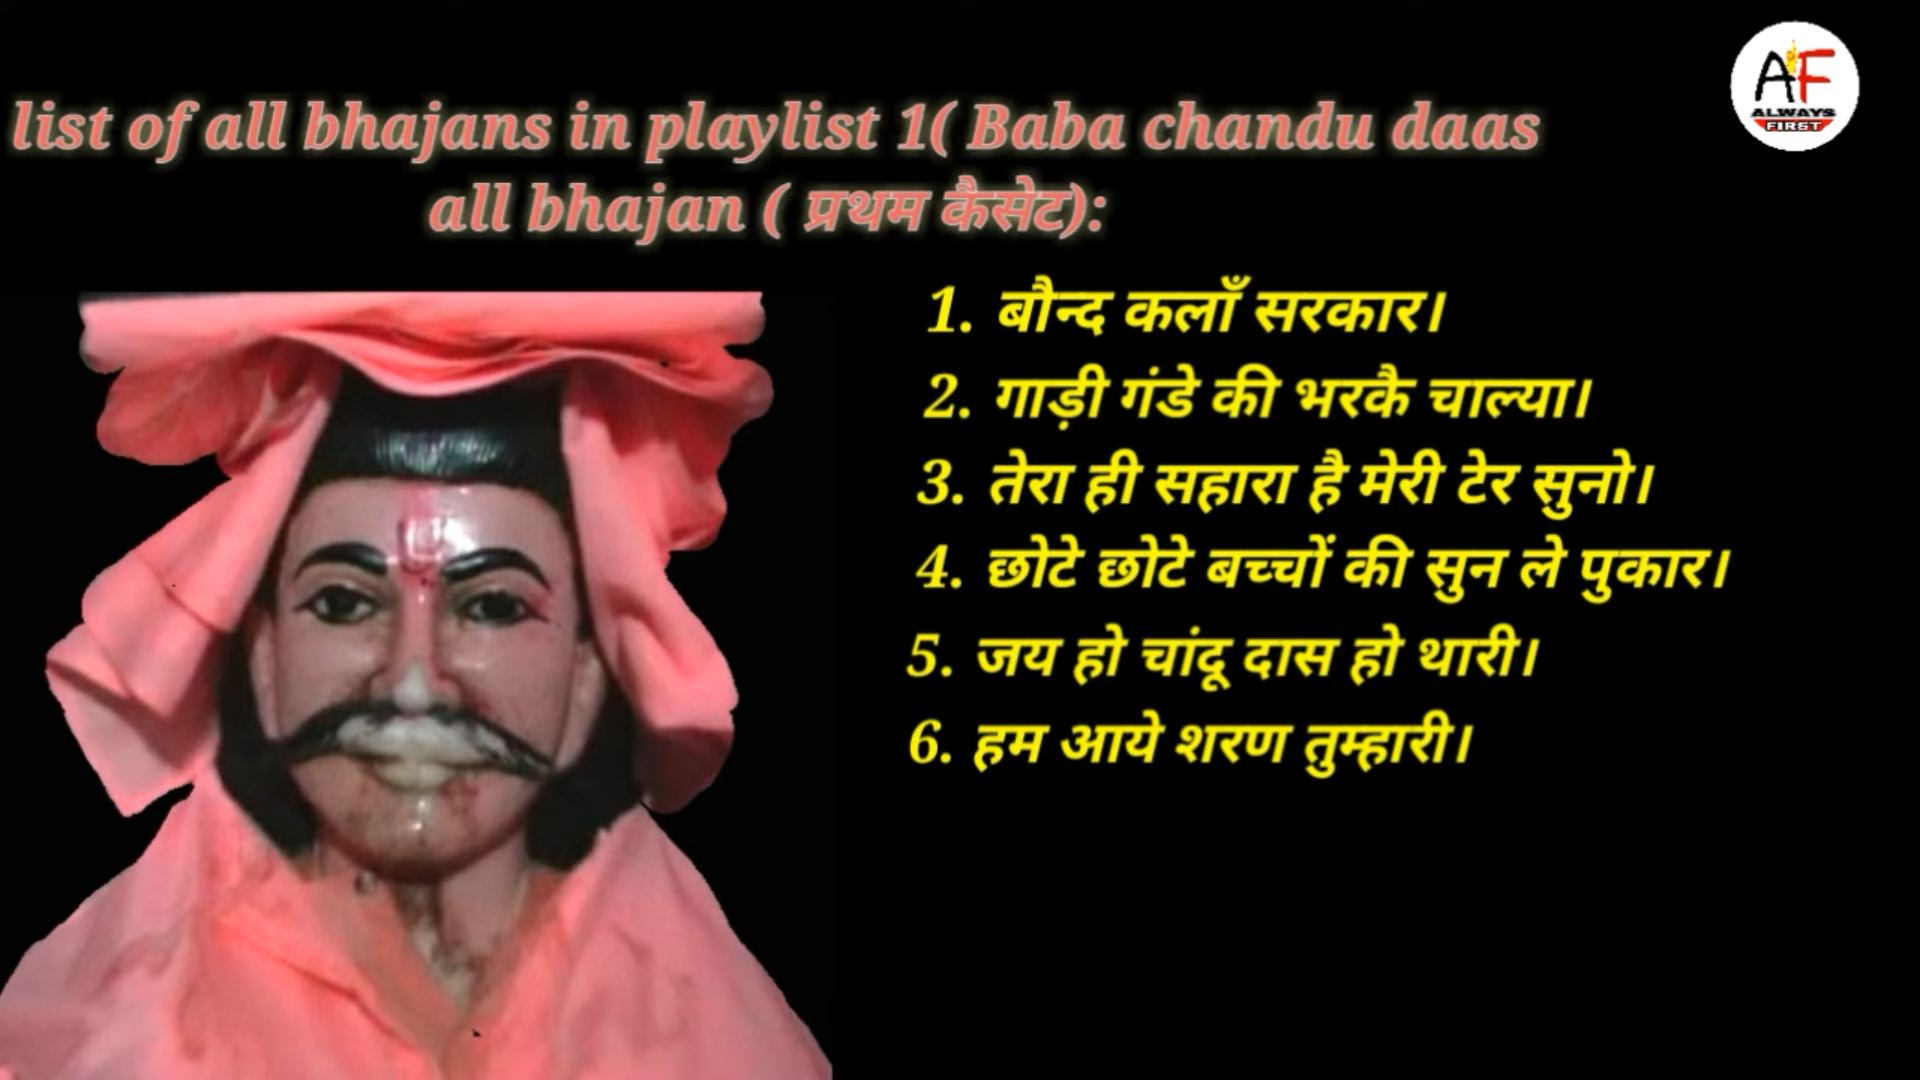 list of all bhajans in playlist 1( Baba chandu daas
all bhajan ( प्रथम कैसेट):
1. बौन्द कलाँ सरकार।
2. गाड़ी गंडे की भरकै चाल्या।
3. तेरा ही सहारा है मेरी टेर सुनो।
4. छोटे छोटे बच्चों की सुन ले पुकार।
5. जय हो चांदू दास हो थारी।
6. हम आये शरण तुम्हारी।
AF
ALWAYS
FIRST